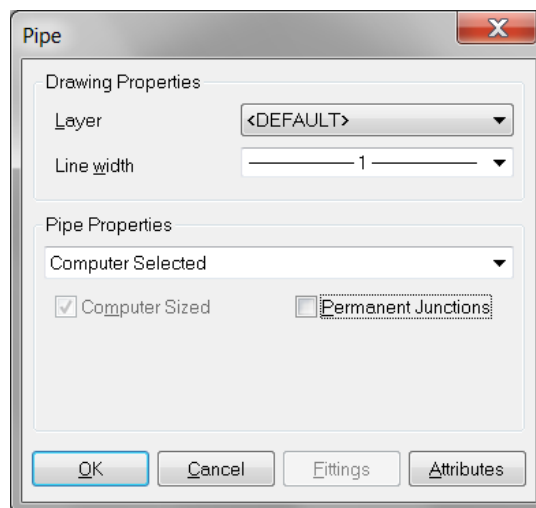 Pipe
Drawing Properties
Layer <DEFAULT>
Line width 1
Pipe Properties
Computer Selected
Computer Sized Permanent Junctions
OK Cancel Fittings Attributes